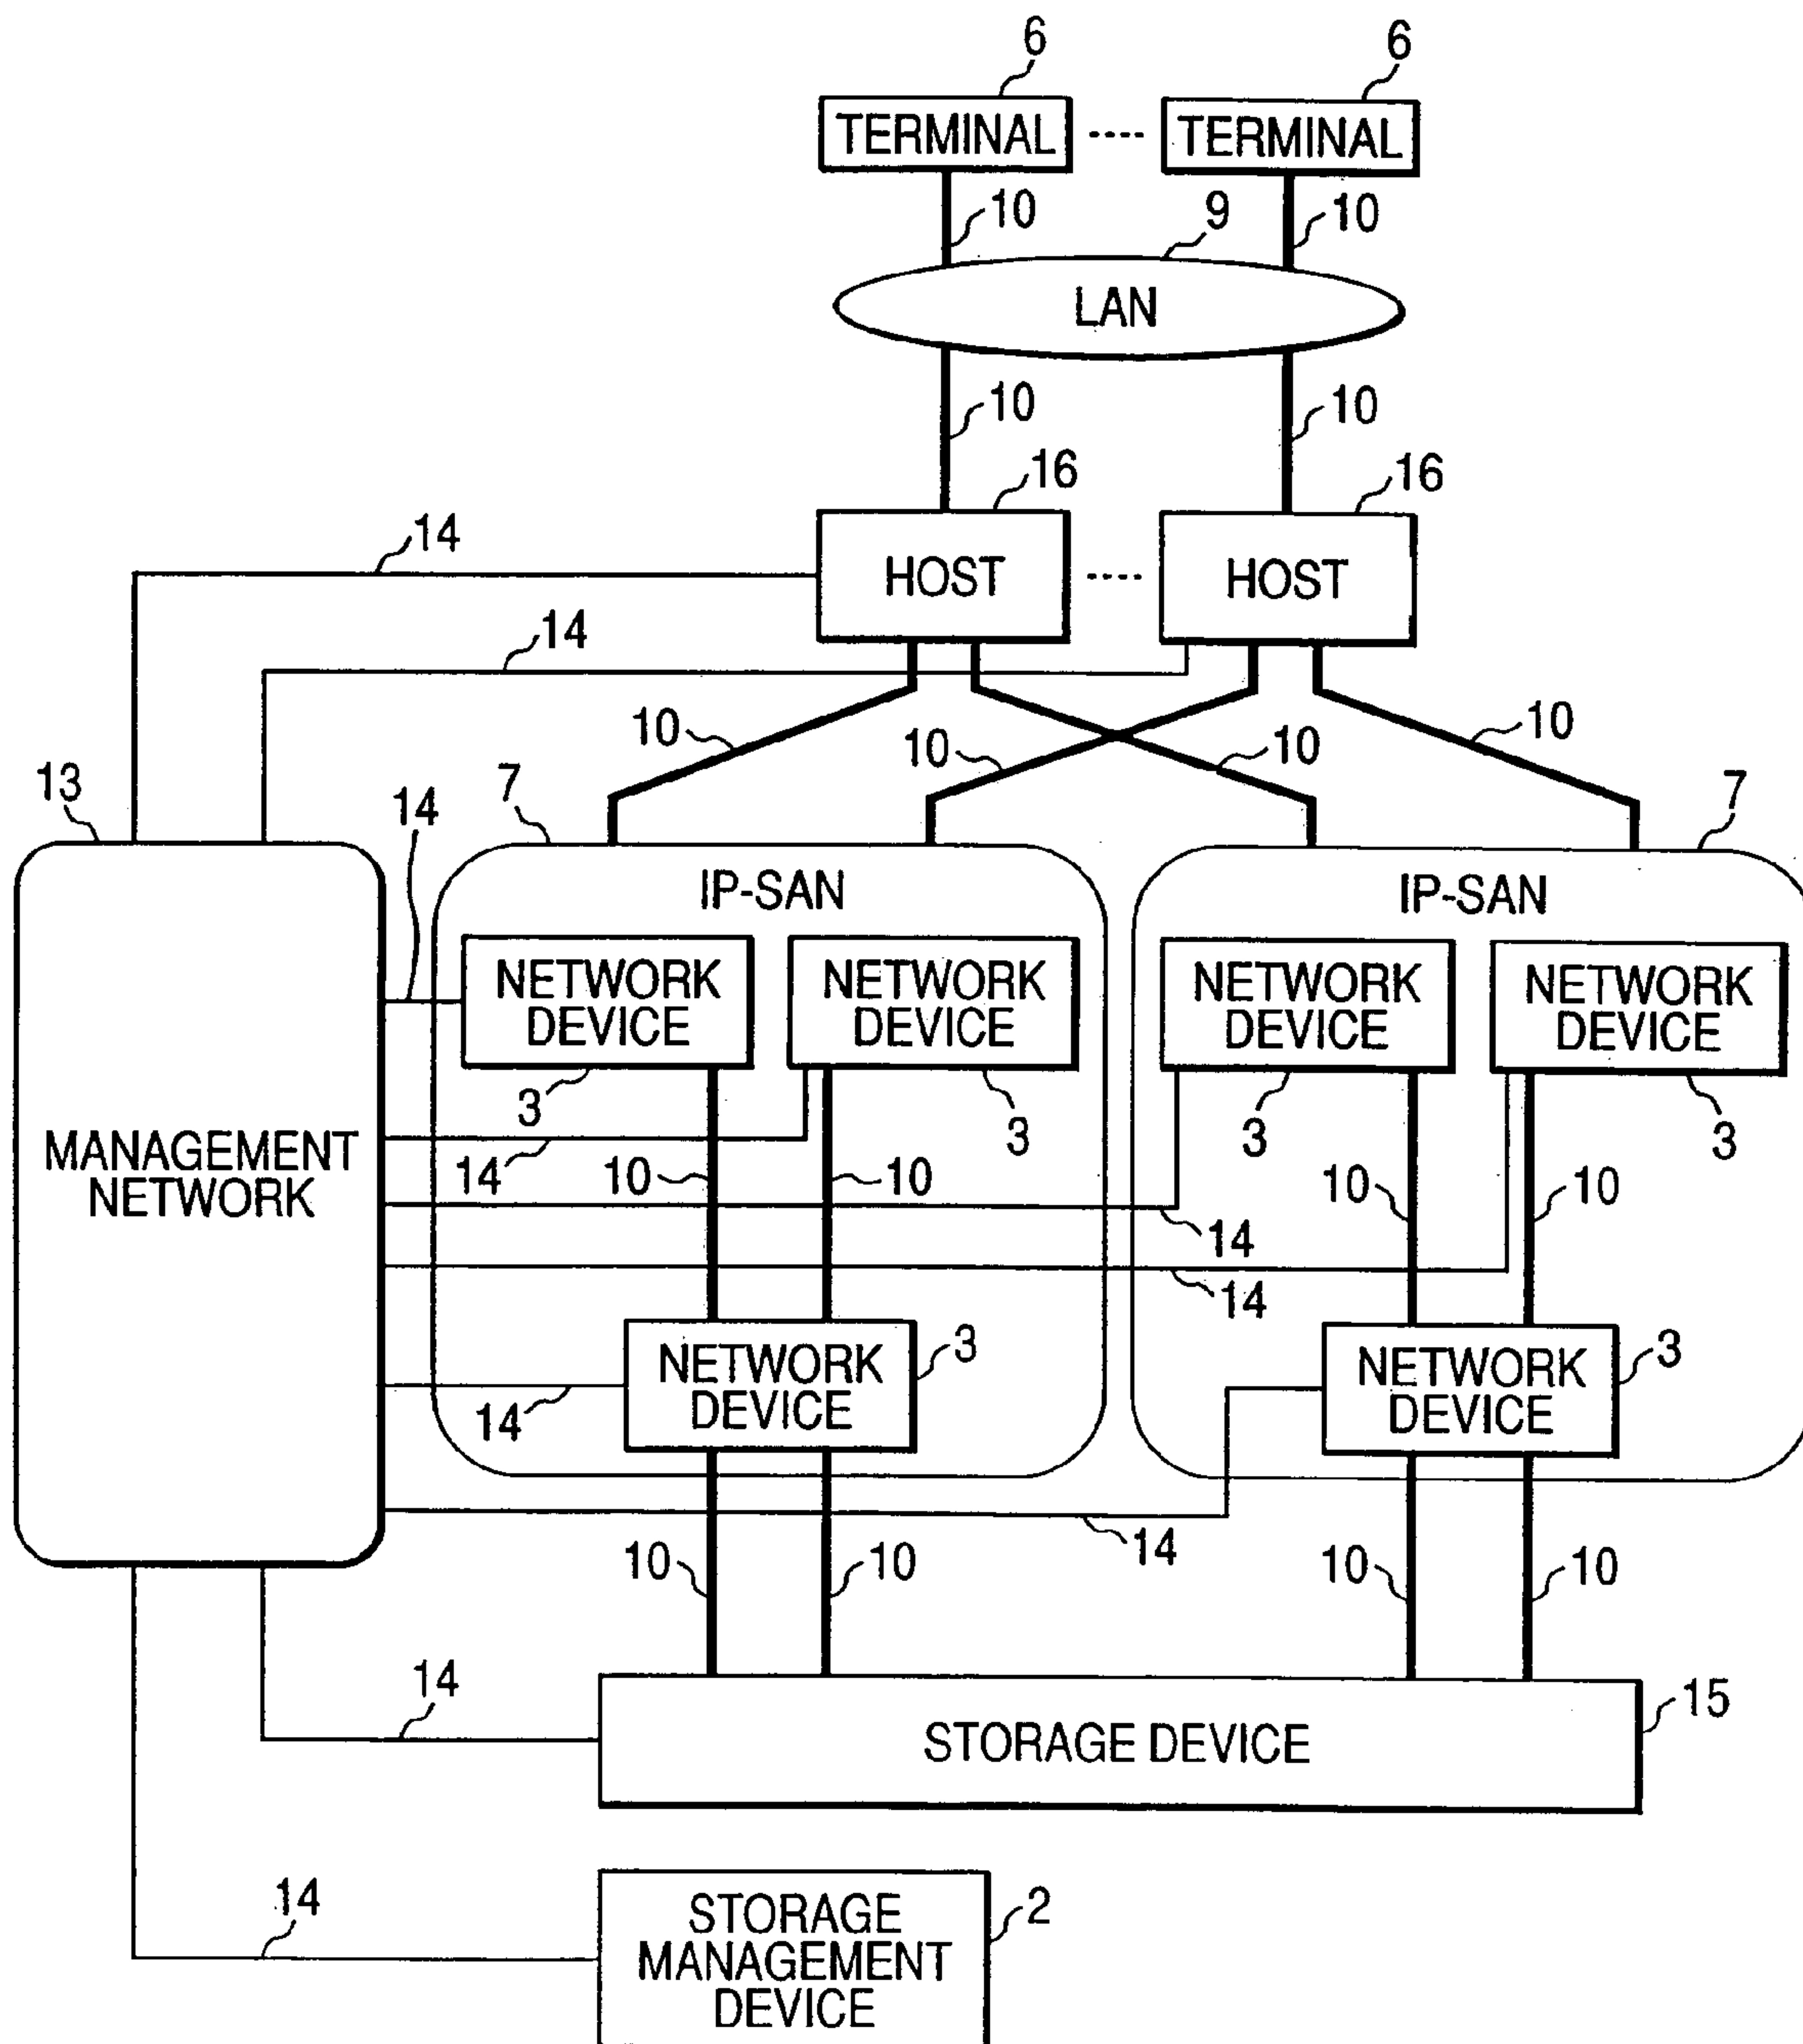 6
6
TERMINAL
TERMINAL
10
9
10
LAN
10
10
16
16
14
HOST
HOST
14
10
10
10
10
13
7
7
14
IP-SAN
IP-SAN
NETWORK
DEVICE
NETWORK
DEVICE
NETWORK
DEVICE
NETWORK
DEVICE
3
3
3
3
MANAGEMENT
NETWORK
14
10
10
10
10
14
14
NETWORK
DEVICE
3
NETWORK
DEVICE
3
14
14
10
10
10
10
14
15
STORAGE DEVICE
14
2
STORAGE
MANAGEMENT
DEVICE